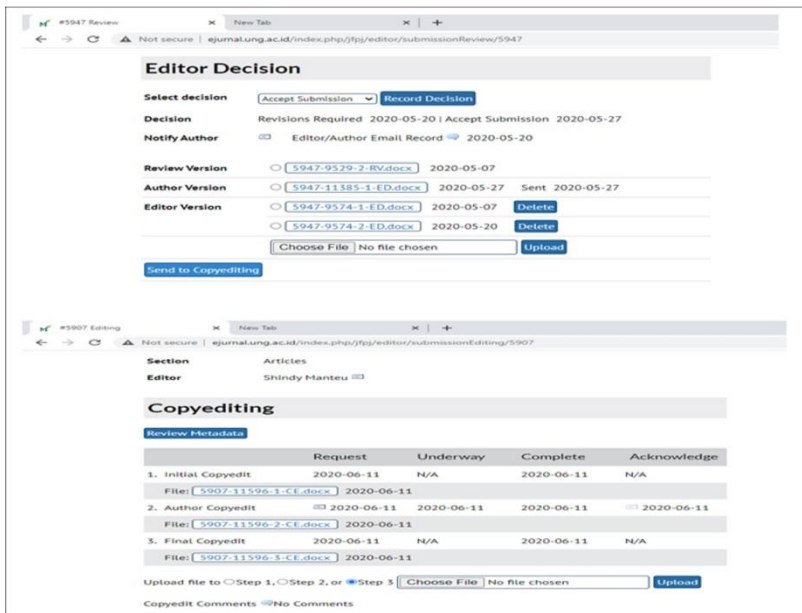 #5947 Review × New Tab × +
Not secure | ejurnal.ung.ac.id/index.php/jfpj/editor/submissionReview/5947
Editor Decision
Select decision Accept Submission Record Decision
Decision Revisions Required 2020-05-20 | Accept Submission 2020-05-27
Notify Author Editor/Author Email Record 2020-05-20
Review Version 5947-9529-2-RV.docx 2020-05-07
Author Version 5947-11385-1-ED.docx 2020-05-27 Sent 2020-05-27
Editor Version 5947-9574-1-ED.docx 2020-05-07 Delete
5947-9574-2-ED.docx 2020-05-20 Delete
Choose File No file chosen Upload
Send to Copyediting
#5907 Editing × New Tab × +
Not secure | ejurnal.ung.ac.id/index.php/jfpj/editor/submissionEditing/5907
Section Articles
Editor Shindy Manteu
Copyediting
Review Metadata
Request Underway Complete Acknowledge
1. Initial Copyedit 2020-06-11 N/A 2020-06-11 N/A
File: 5907-11596-1-CE.docx 2020-06-11
2. Author Copyedit 2020-06-11 2020-06-11 2020-06-11 2020-06-11
File: 5907-11596-2-CE.docx 2020-06-11
3. Final Copyedit 2020-06-11 N/A 2020-06-11 N/A
File: 5907-11596-3-CE.docx 2020-06-11
Upload file to Step 1, Step 2, or Step 3 Choose File No file chosen Upload
Copyedit Comments No Comments